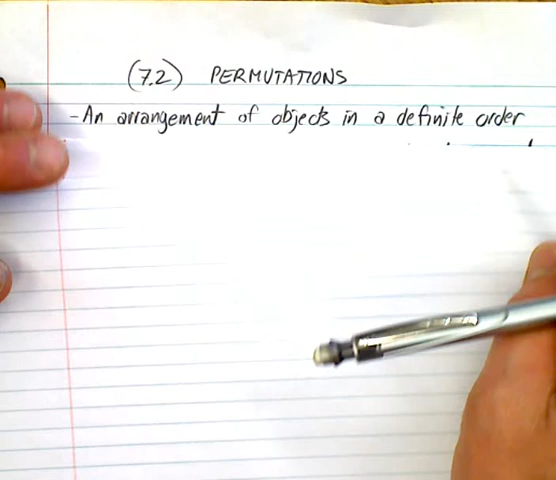 (7.2) PERMUTATIONS
-An arrangement of objects in a definite order